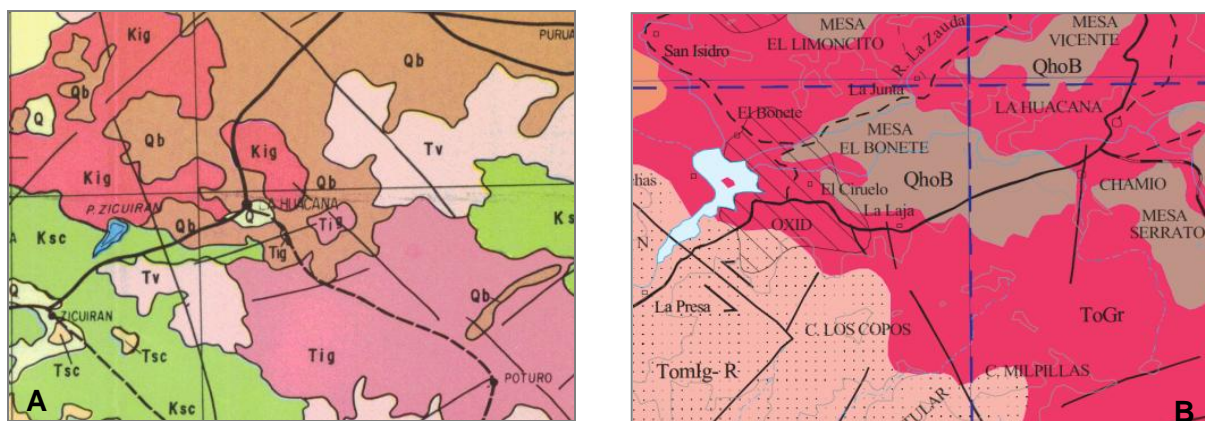 Kig
PURUA
Qb
Qb
Q
Qb
Tv
Kig
Kig
Qb
P. ZICUIRAN
LA HUACANA
Qb
Q
Tig
Ks
Ksc
Tig
Tv
Q
Qb
ZICUIRAN
Tsc
Tsc
Tig
POTURO
A
Ksc
MESA
EL LIMONCITO
MESA
VICENTE
San Isidro
R. La Zauda
QhoB
La Junta
LA HUACANA
El Bonete
MESA
EL BONETE
QhoB
El Ciruelo
CHAMIO
La Laja
MESA
SERRATO
N.
OXID
La Presa
ToGr
C. LOS COPOS
TomIg- R
C. MILPILLAS
TULAR
B